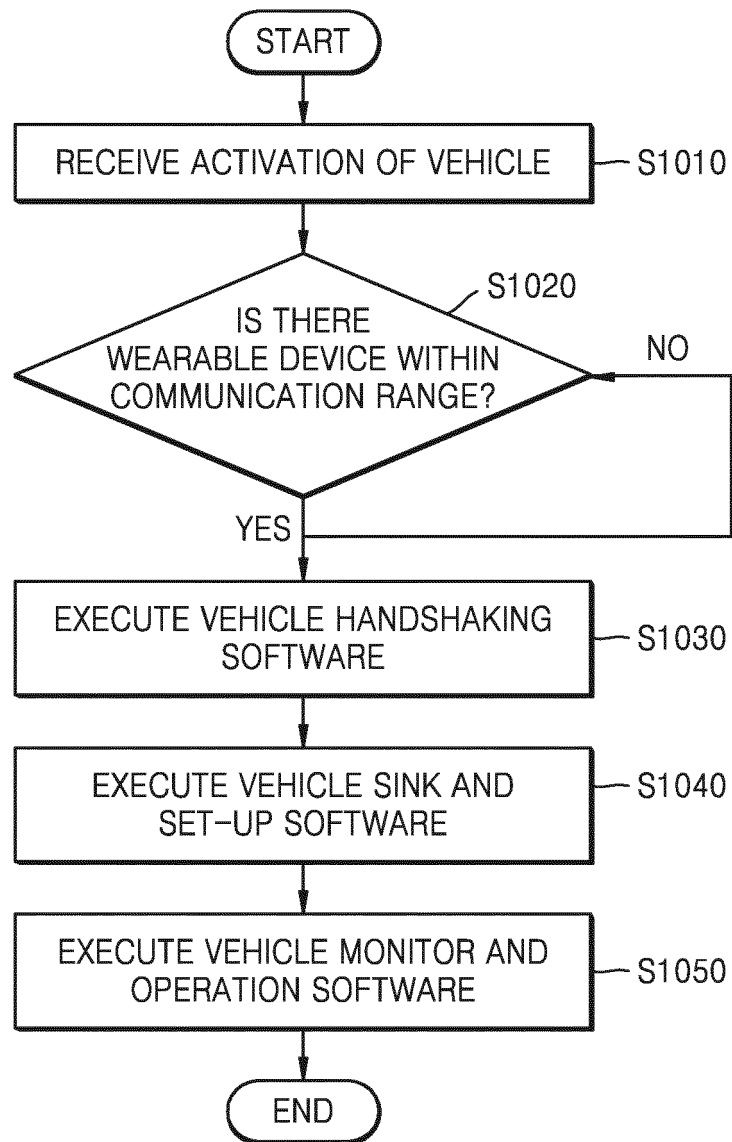 START
RECEIVE ACTIVATION OF VEHICLE
S1010
S1020
IS THERE
WEARABLE DEVICE WITHIN
COMMUNICATION RANGE?
NO
YES
EXECUTE VEHICLE HANDSHAKING
SOFTWARE
S1030
EXECUTE VEHICLE SINK AND
SET-UP SOFTWARE
S1040
EXECUTE VEHICLE MONITOR AND
OPERATION SOFTWARE
S1050
END